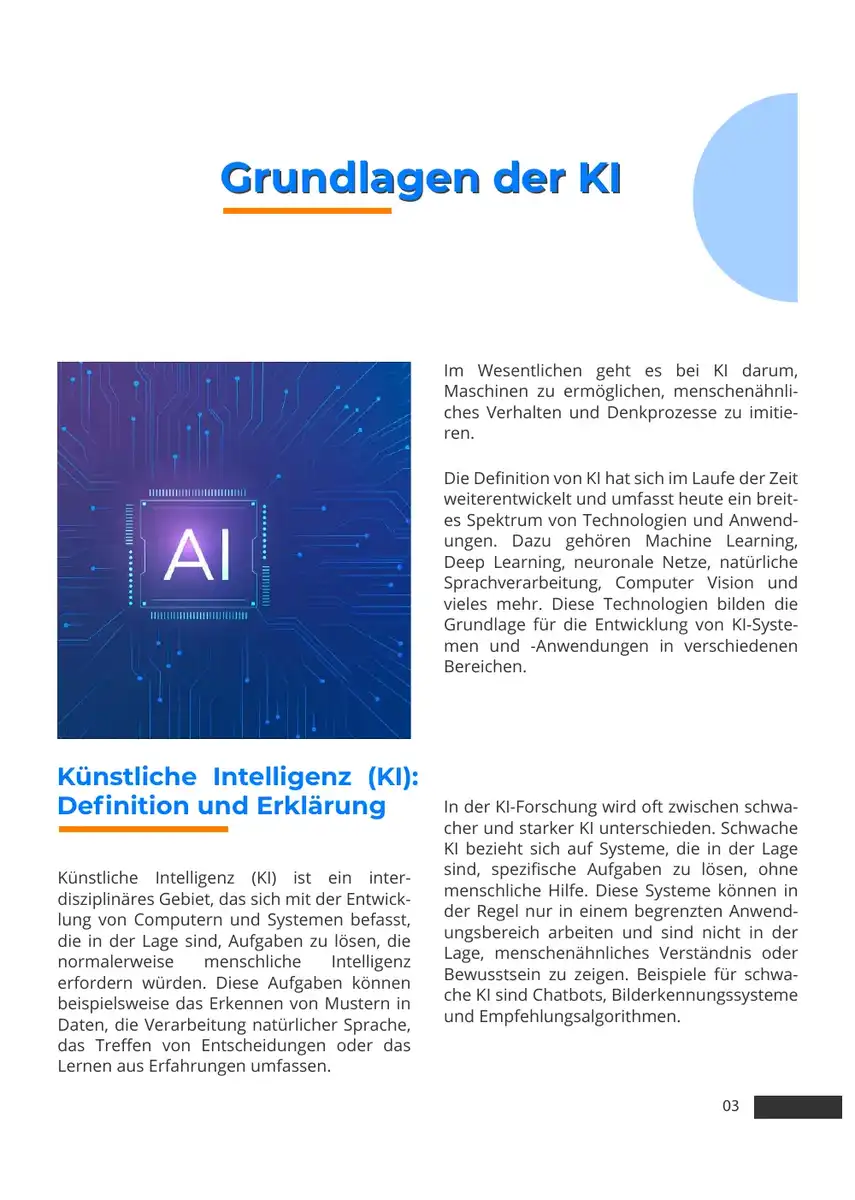 Grundlagen der KI
AI
Künstliche Intelligenz (KI):
Definition und Erklärung
Künstliche Intelligenz (KI) ist ein inter-
disziplinäres Gebiet, das sich mit der Entwick-
lung von Computern und Systemen befasst,
die in der Lage sind, Aufgaben zu lösen, die
normalerweise menschliche Intelligenz
erfordern würden. Diese Aufgaben können
beispielsweise das Erkennen von Mustern in
Daten, die Verarbeitung natürlicher Sprache,
das Treffen von Entscheidungen oder das
Lernen aus Erfahrungen umfassen.
Im Wesentlichen geht es bei KI darum,
Maschinen zu ermöglichen, menschenähnli-
ches Verhalten und Denkprozesse zu imitie-
ren.
Die Definition von KI hat sich im Laufe der Zeit
weiterentwickelt und umfasst heute ein breit-
es Spektrum von Technologien und Anwend-
ungen. Dazu gehören Machine Learning,
Deep Learning, neuronale Netze, natürliche
Sprachverarbeitung, Computer Vision und
vieles mehr. Diese Technologien bilden die
Grundlage für die Entwicklung von KI-Syste-
men und -Anwendungen in verschiedenen
Bereichen.
In der KI-Forschung wird oft zwischen schwa-
cher und starker KI unterschieden. Schwache
KI bezieht sich auf Systeme, die in der Lage
sind, spezifische Aufgaben zu lösen, ohne
menschliche Hilfe. Diese Systeme können in
der Regel nur in einem begrenzten Anwend-
ungsbereich arbeiten und sind nicht in der
Lage, menschenähnliches Verständnis oder
Bewusstsein zu zeigen. Beispiele für schwa-
che KI sind Chatbots, Bilderkennungssysteme
und Empfehlungsalgorithmen.
03